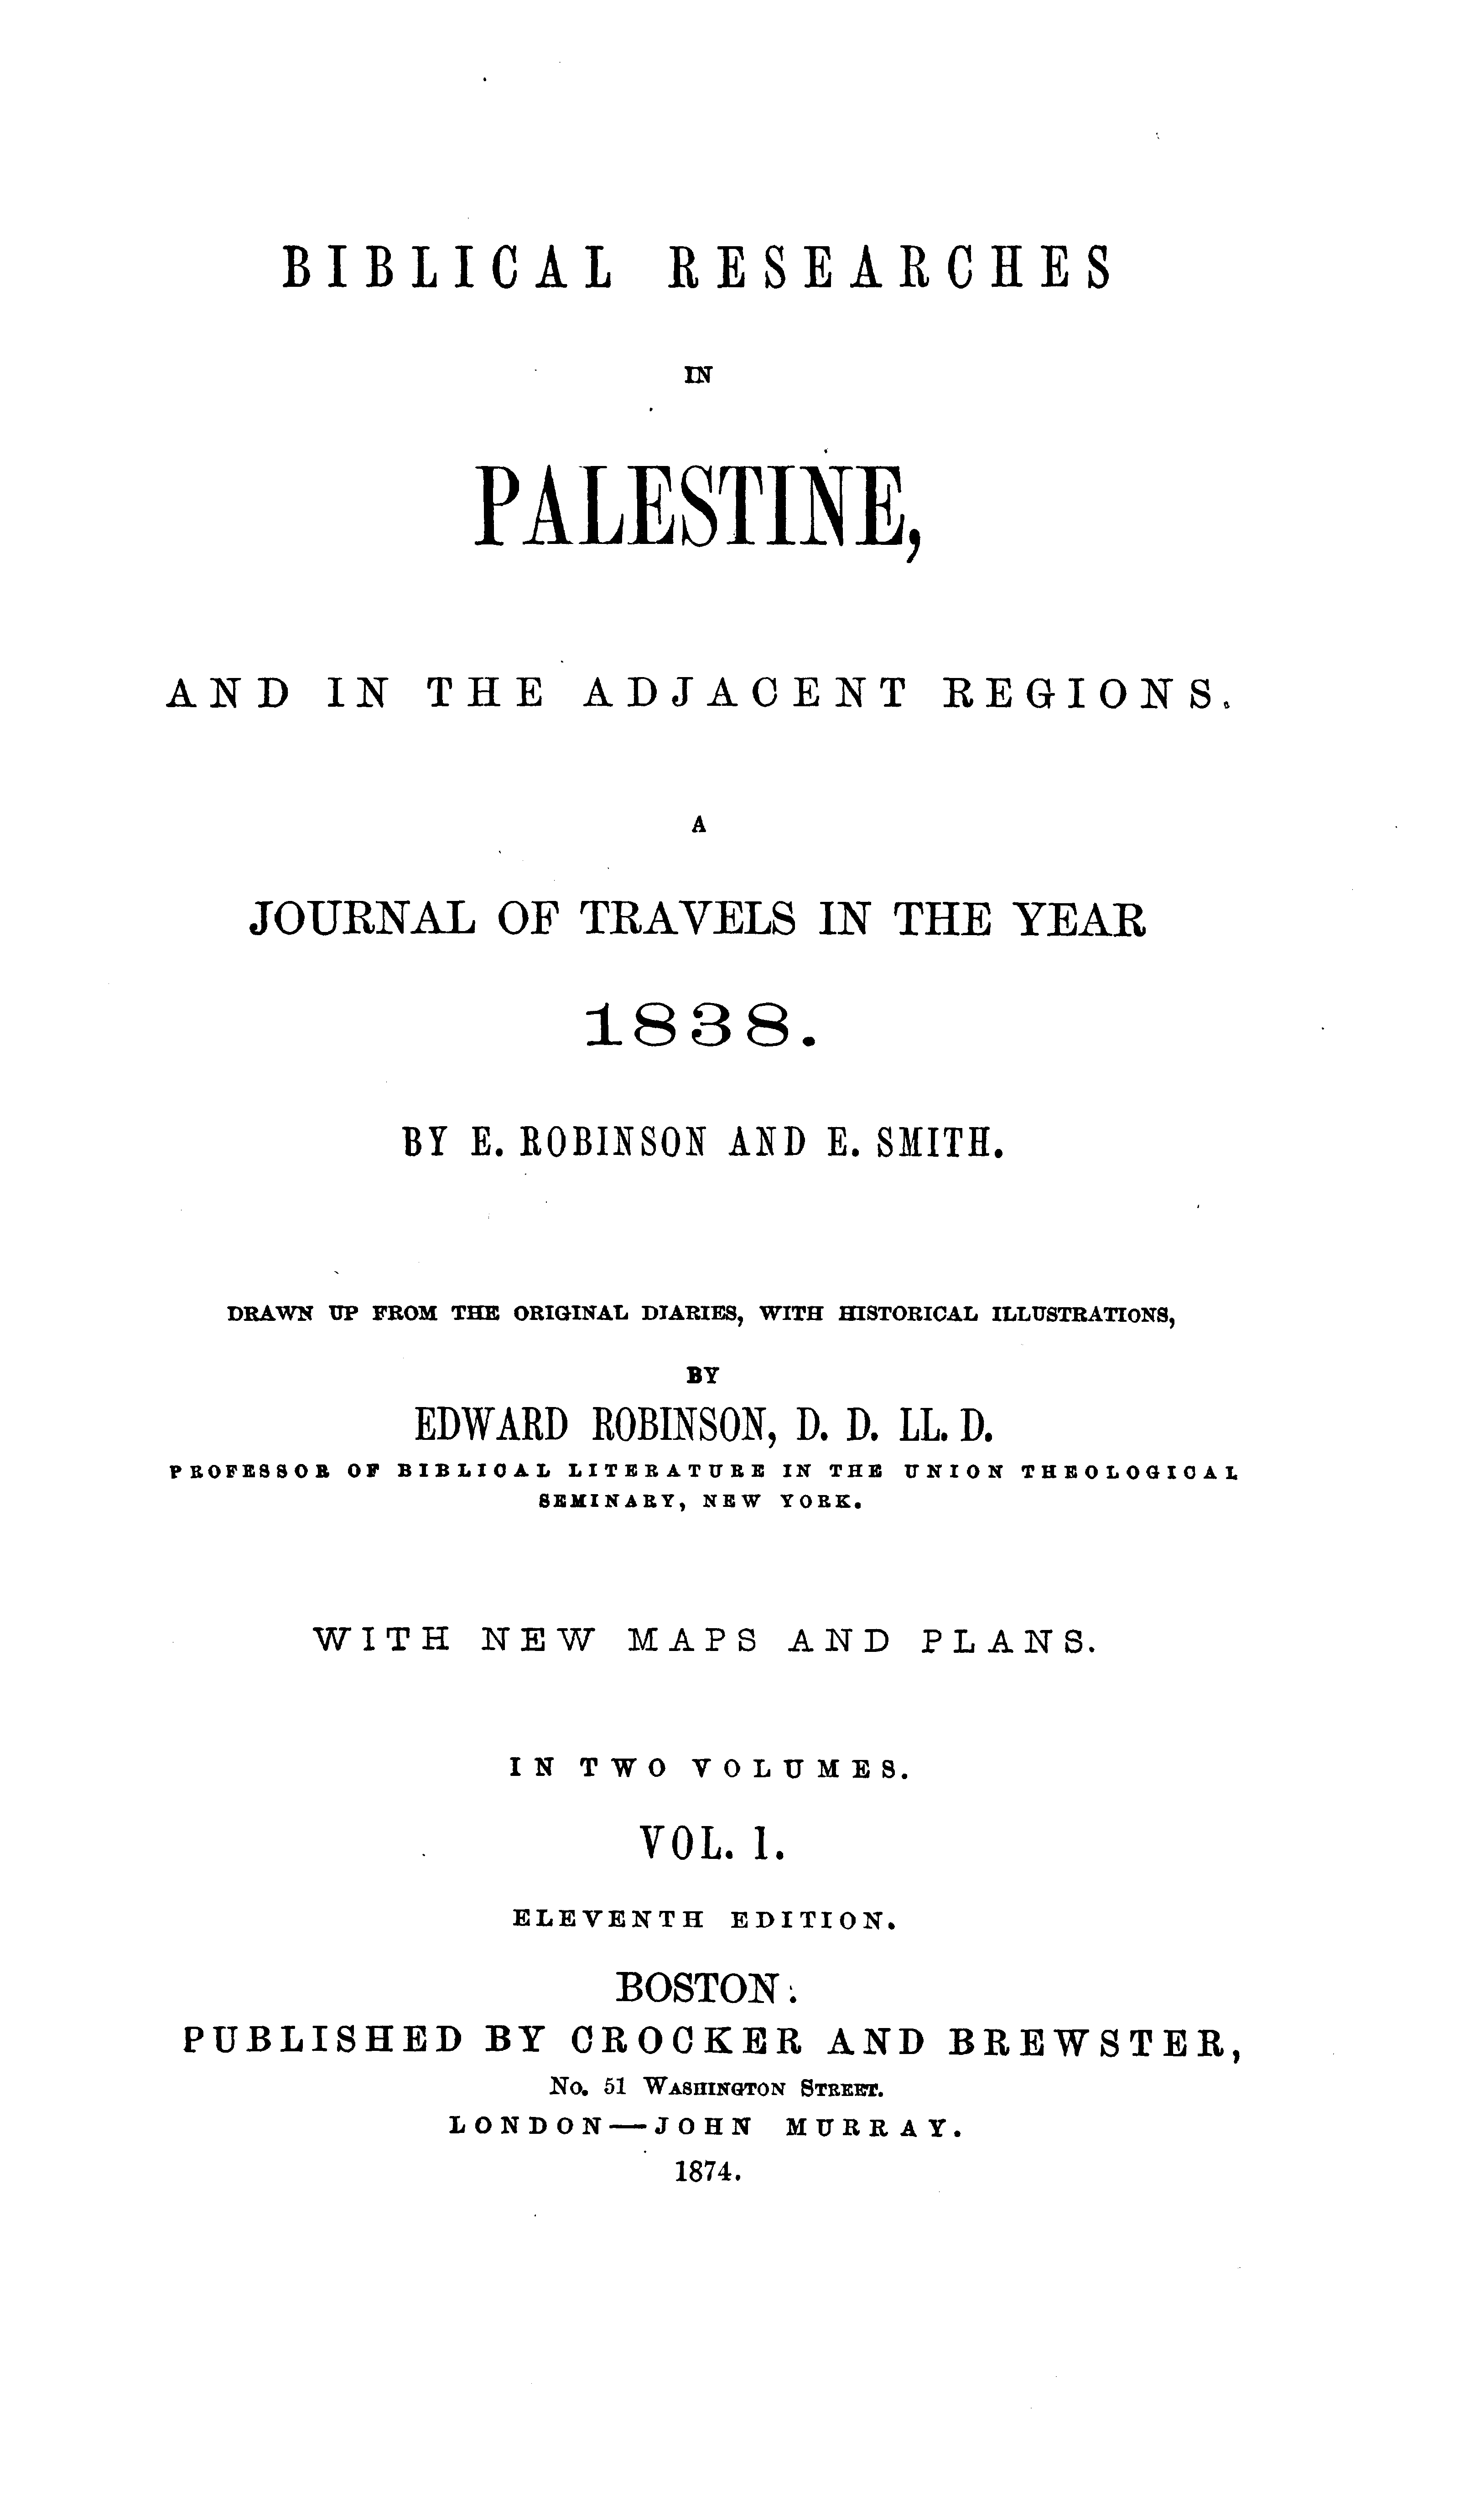 BIBLICAL RESEARCHES
IN
PALESTINE,
AND IN THE ADJACENT REGIONS.
A
JOURNAL OF TRAVELS IN THE YEAR
1838.
BY E. ROBINSON AND E. SMITH.
DRAWN UP FROM THE ORIGINAL DIARIES, WITH HISTORICAL ILLUSTRATIONS,
BY
EDWARD ROBINSON, D. D. LL. D.
PROFESSOR OF BIBLICAL LITERATURE IN THE UNION THEOLOGICAL
SEMINARY, NEW YORK.
WITH NEW MAPS AND PLANS.
IN TWO VOLUMES.
VOL. I.
ELEVENTH EDITION.
BOSTON:
PUBLISHED BY CROCKER AND BREWSTER,
No. 51 Washington Street.
LONDON—JOHN MURRAY.
1874.